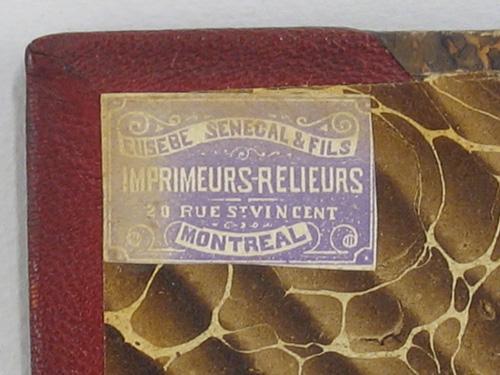 EUSEBE SENECAL & FILS
IMPRIMEURS-RELIEURS
20 RUE ST VINCENT
MONTREAL